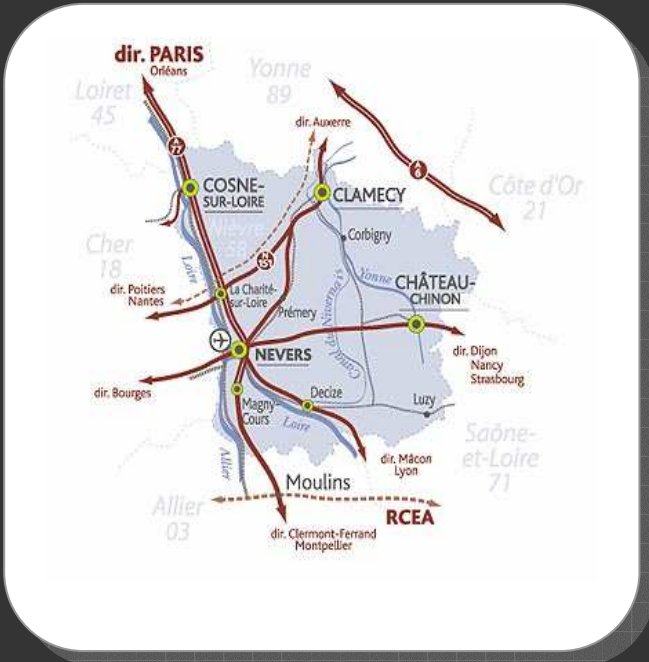 dir. PARIS
Orléans
Yonne
89
Loiret
45
dir. Auxerre
A
77
A
6
COSNE-
SUR-LOIRE
CLAMECY
Côte d'Or
21
Nièvre
58
Corbigny
Cher
18
N
151
Loire
Yonne
CHÂTEAU-
CHINON
dir. Poitiers
Nantes
La Charité-
sur-Loire
Prémery
Canal du Nivernais
NEVERS
dir. Dijon
Nancy
Strasbourg
dir. Bourges
Decize
Luzy
Magny-
Cours
Loire
Saône-
et-Loire
71
Allier
dir. Mâcon
Lyon
Moulins
Allier
03
RCEA
dir. Clermont-Ferrand
Montpellier